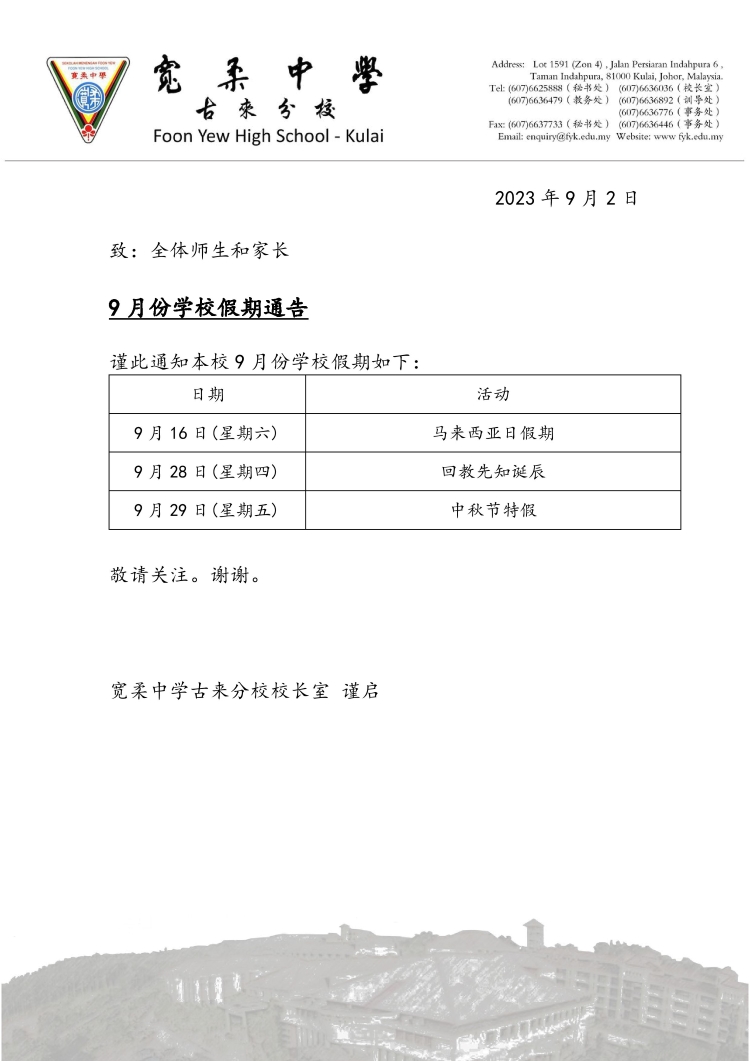 SEKOLAH MENENGAH FOON YEW
FOON YEW HIGH SCHOOL
寛柔中學
寬柔中學
古來分校
Foon Yew High School - Kulai
Address: Lot 1591 (Zon 4) , Jalan Persiaran Indahpura 6 ,
Taman Indahpura, 81000 Kulai, Johor, Malaysia.
Tel: (607)6625888（秘书处） (607)6636036（校长室）
(607)6636479（教务处） (607)6636892（训导处）
(607)6636776（事务处）
Fax: (607)6637733（秘书处） (607)6636446（事务处）
Email: enquiry@fyk.edu.my Website: www fyk.edu.my
2023 年 9 月 2 日
致：全体师生和家长
9 月份学校假期通告
谨此通知本校 9 月份学校假期如下：
日期 活动
9 月 16 日(星期六) 马来西亚日假期
9 月 28 日(星期四) 回教先知诞辰
9 月 29 日(星期五) 中秋节特假
敬请关注。谢谢。
宽柔中学古来分校校长室 谨启